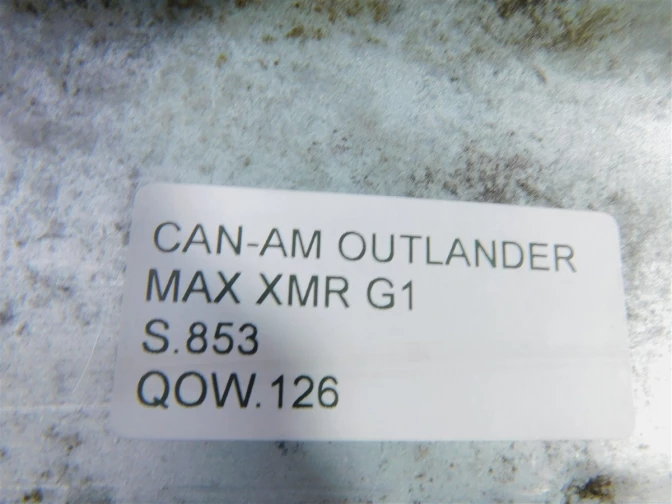 CAN-AM OUTLANDER
MAX XMR G1
S.853
QOW.126